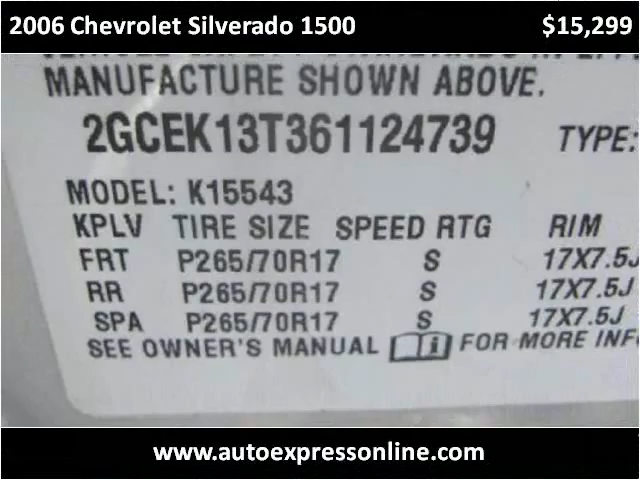 2006 Chevrolet Silverado 1500 $15,299
MANUFACTURE SHOWN ABOVE.
2GCEK13T361124739 TYPE:
MODEL: K15543
KPLV TIRE SIZE SPEED RTG RIM
FRT P265/70R17 S 17X7.5J
RR P265/70R17 S 17X7.5J
SPA P265/70R17 S 17X7.5J
SEE OWNER'S MANUAL i FOR MORE INFO
www.autoexpressonline.com